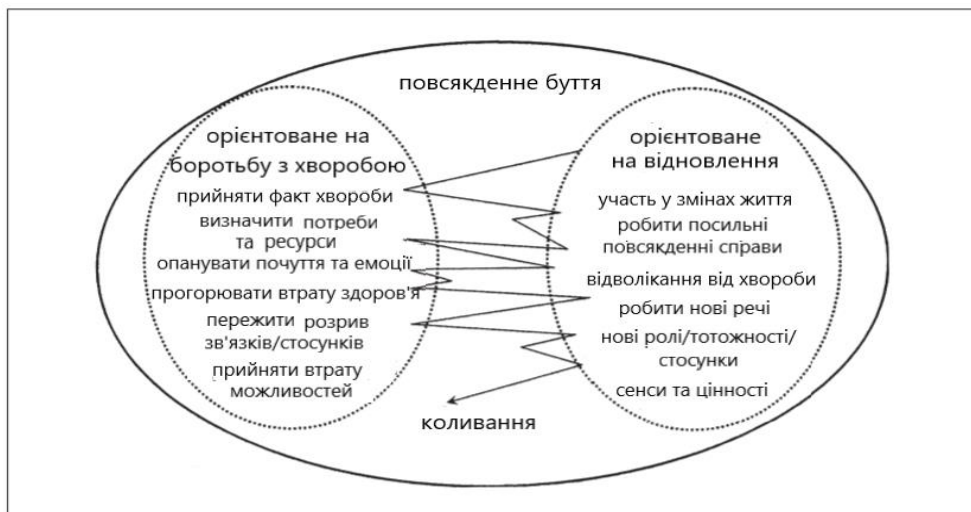 повсякденне буття
орієнтоване на
боротьбу з хворобою
прийняти факт хвороби
визначити потреби
та ресурси
опанувати почуття та емоції
прогорювати втрату здоров'я
пережити розрив
зв'язків/стосунків
прийняти втрату
можливостей
орієнтоване
на відновлення
участь у змінах життя
робити посильні
повсякденні справи
відволікання від хвороби
робити нові речі
нові ролі/тотожності/
стосунки
сенси та цінності
коливання